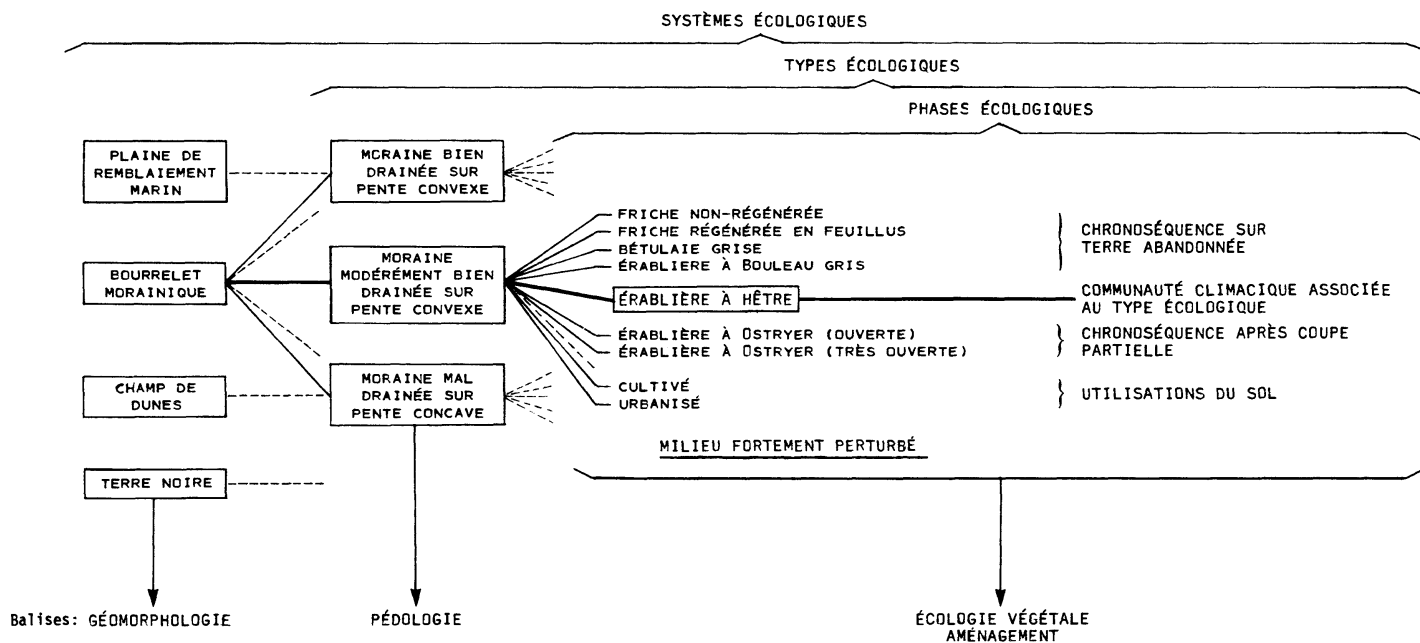 SYSTÈMES ÉCOLOGIQUES
TYPES ÉCOLOGIQUES
PHASES ÉCOLOGIQUES
PLAINE DE
REMBLAIEMENT
MARIN
BOURRELET
MORAINIQUE
CHAMP DE
DUNES
TERRE NOIRE
MORAINE BIEN
DRAINÉE SUR
PENTE CONVEXE
MORAINE
MODÉRÉMENT BIEN
DRAINÉE SUR
PENTE CONVEXE
MORAINE MAL
DRAINÉE SUR
PENTE CONCAVE
FRICHE NON-RÉGÉNÉRÉE
FRICHE RÉGÉNÉRÉE EN FEUILLUS
BÉTULAIE GRISE
ÉRABLIERE À BOULEAU GRIS
ÉRABLIÈRE À HÊTRE
ÉRABLIÈRE À OSTRYER (OUVERTE)
ÉRABLIÈRE À OSTRYER (TRÈS OUVERTE)
CULTIVÉ
URBANISÉ
CHRONOSÉQUENCE SUR
TERRE ABANDONNÉE
COMMUNAUTÉ CLIMACIQUE ASSOCIÉE
AU TYPE ÉCOLOGIQUE
CHRONOSÉQUENCE APRÈS COUPE
PARTIELLE
UTILISATIONS DU SOL
MILIEU FORTEMENT PERTURBÉ
Balises: GÉOMORPHOLOGIE
PÉDOLOGIE
ÉCOLOGIE VÉGÉTALE
AMÉNAGEMENT